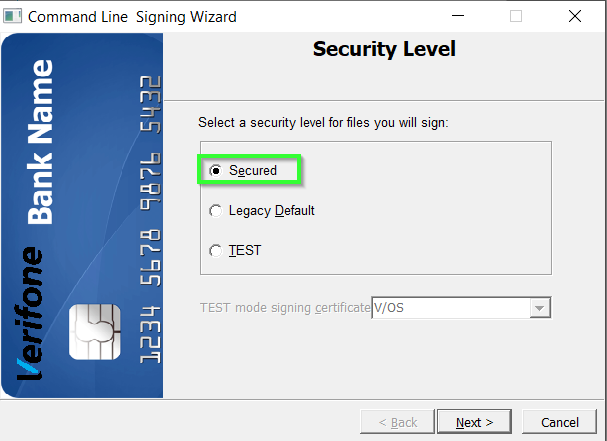 Command Line  Signing Wizard
Security Level
Bank Name
Verifone
1234 5678 9876 5432
Select a security level for files you will sign:
Secured
Legacy Default
TEST
TEST mode signing certificate V/OS
< Back Next > Cancel